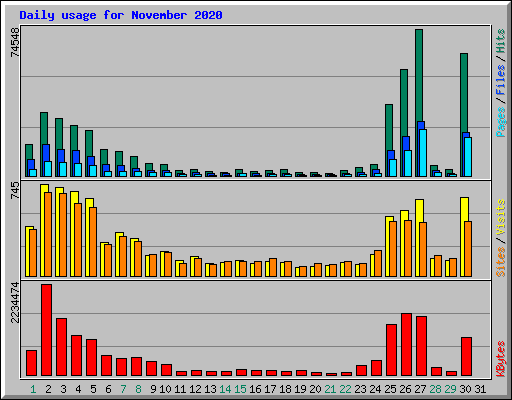 Daily usage for November 2020
74548
Pages / Files / Hits
745
Sites / Visits
2234474
KBytes
1 2 3 4 5 6 7 8 9 10 11 12 13 14 15 16 17 18 19 20 21 22 23 24 25 26 27 28 29 30 31